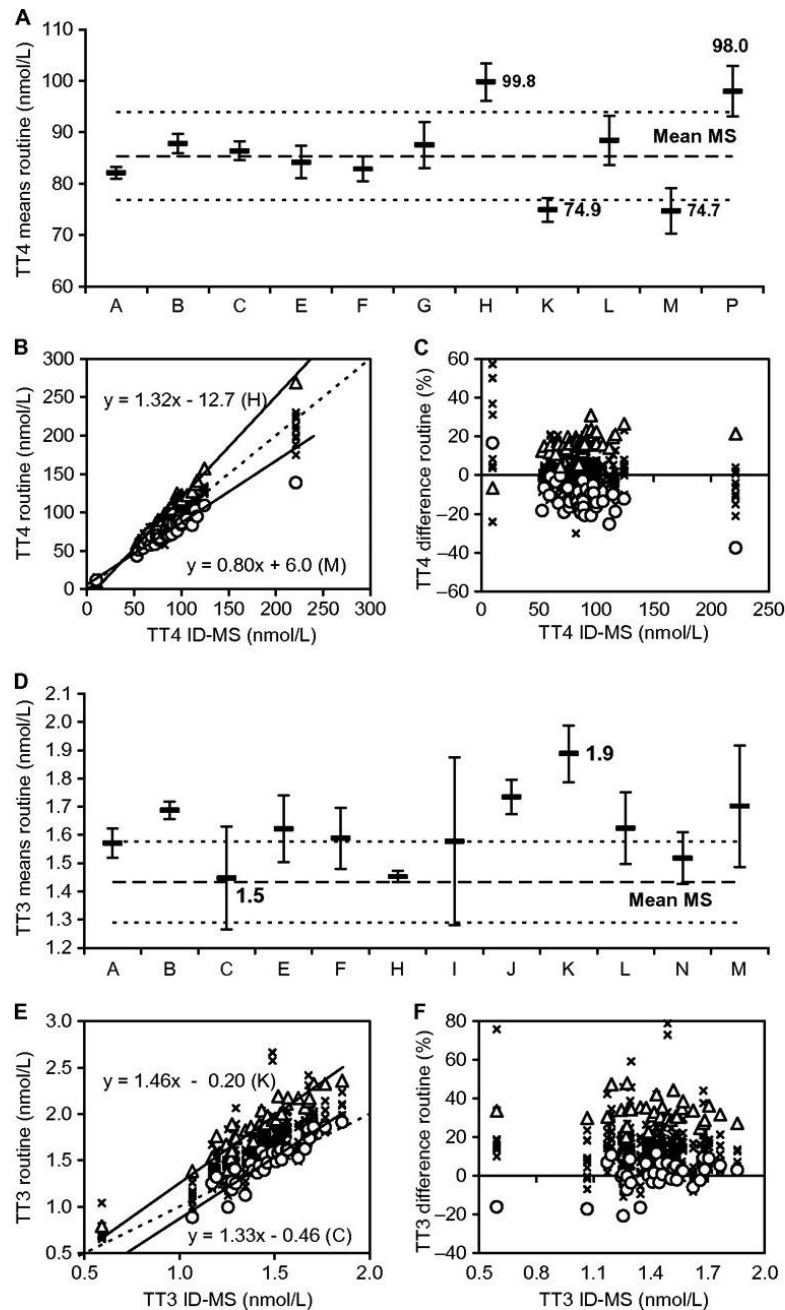 A
TT4 means routine (nmol/L)
110
100
90
80
70
60
99.8
98.0
Mean MS
74.9
74.7
A B C E F G H K L M P
B
TT4 routine (nmol/L)
300
250
200
150
100
50
0
y = 1.32x - 12.7 (H)
y = 0.80x + 6.0 (M)
0 50 100 150 200 250 300
TT4 ID-MS (nmol/L)
C
TT4 difference routine (%)
60
40
20
0
–20
–40
–60
0 50 100 150 200 250
TT4 ID-MS (nmol/L)
D
TT3 means routine (nmol/L)
2.1
2.0
1.9
1.8
1.7
1.6
1.5
1.4
1.3
1.2
1.9
1.5
Mean MS
A B C E F H I J K L N M
E
TT3 routine (nmol/L)
3.0
2.5
2.0
1.5
1.0
0.5
y = 1.46x - 0.20 (K)
y = 1.33x - 0.46 (C)
0.5 1.0 1.5 2.0
TT3 ID-MS (nmol/L)
F
TT3 difference routine (%)
80
60
40
20
0
–20
–40
0.5 0.8 1.1 1.4 1.7 2.0
TT3 ID-MS (nmol/L)